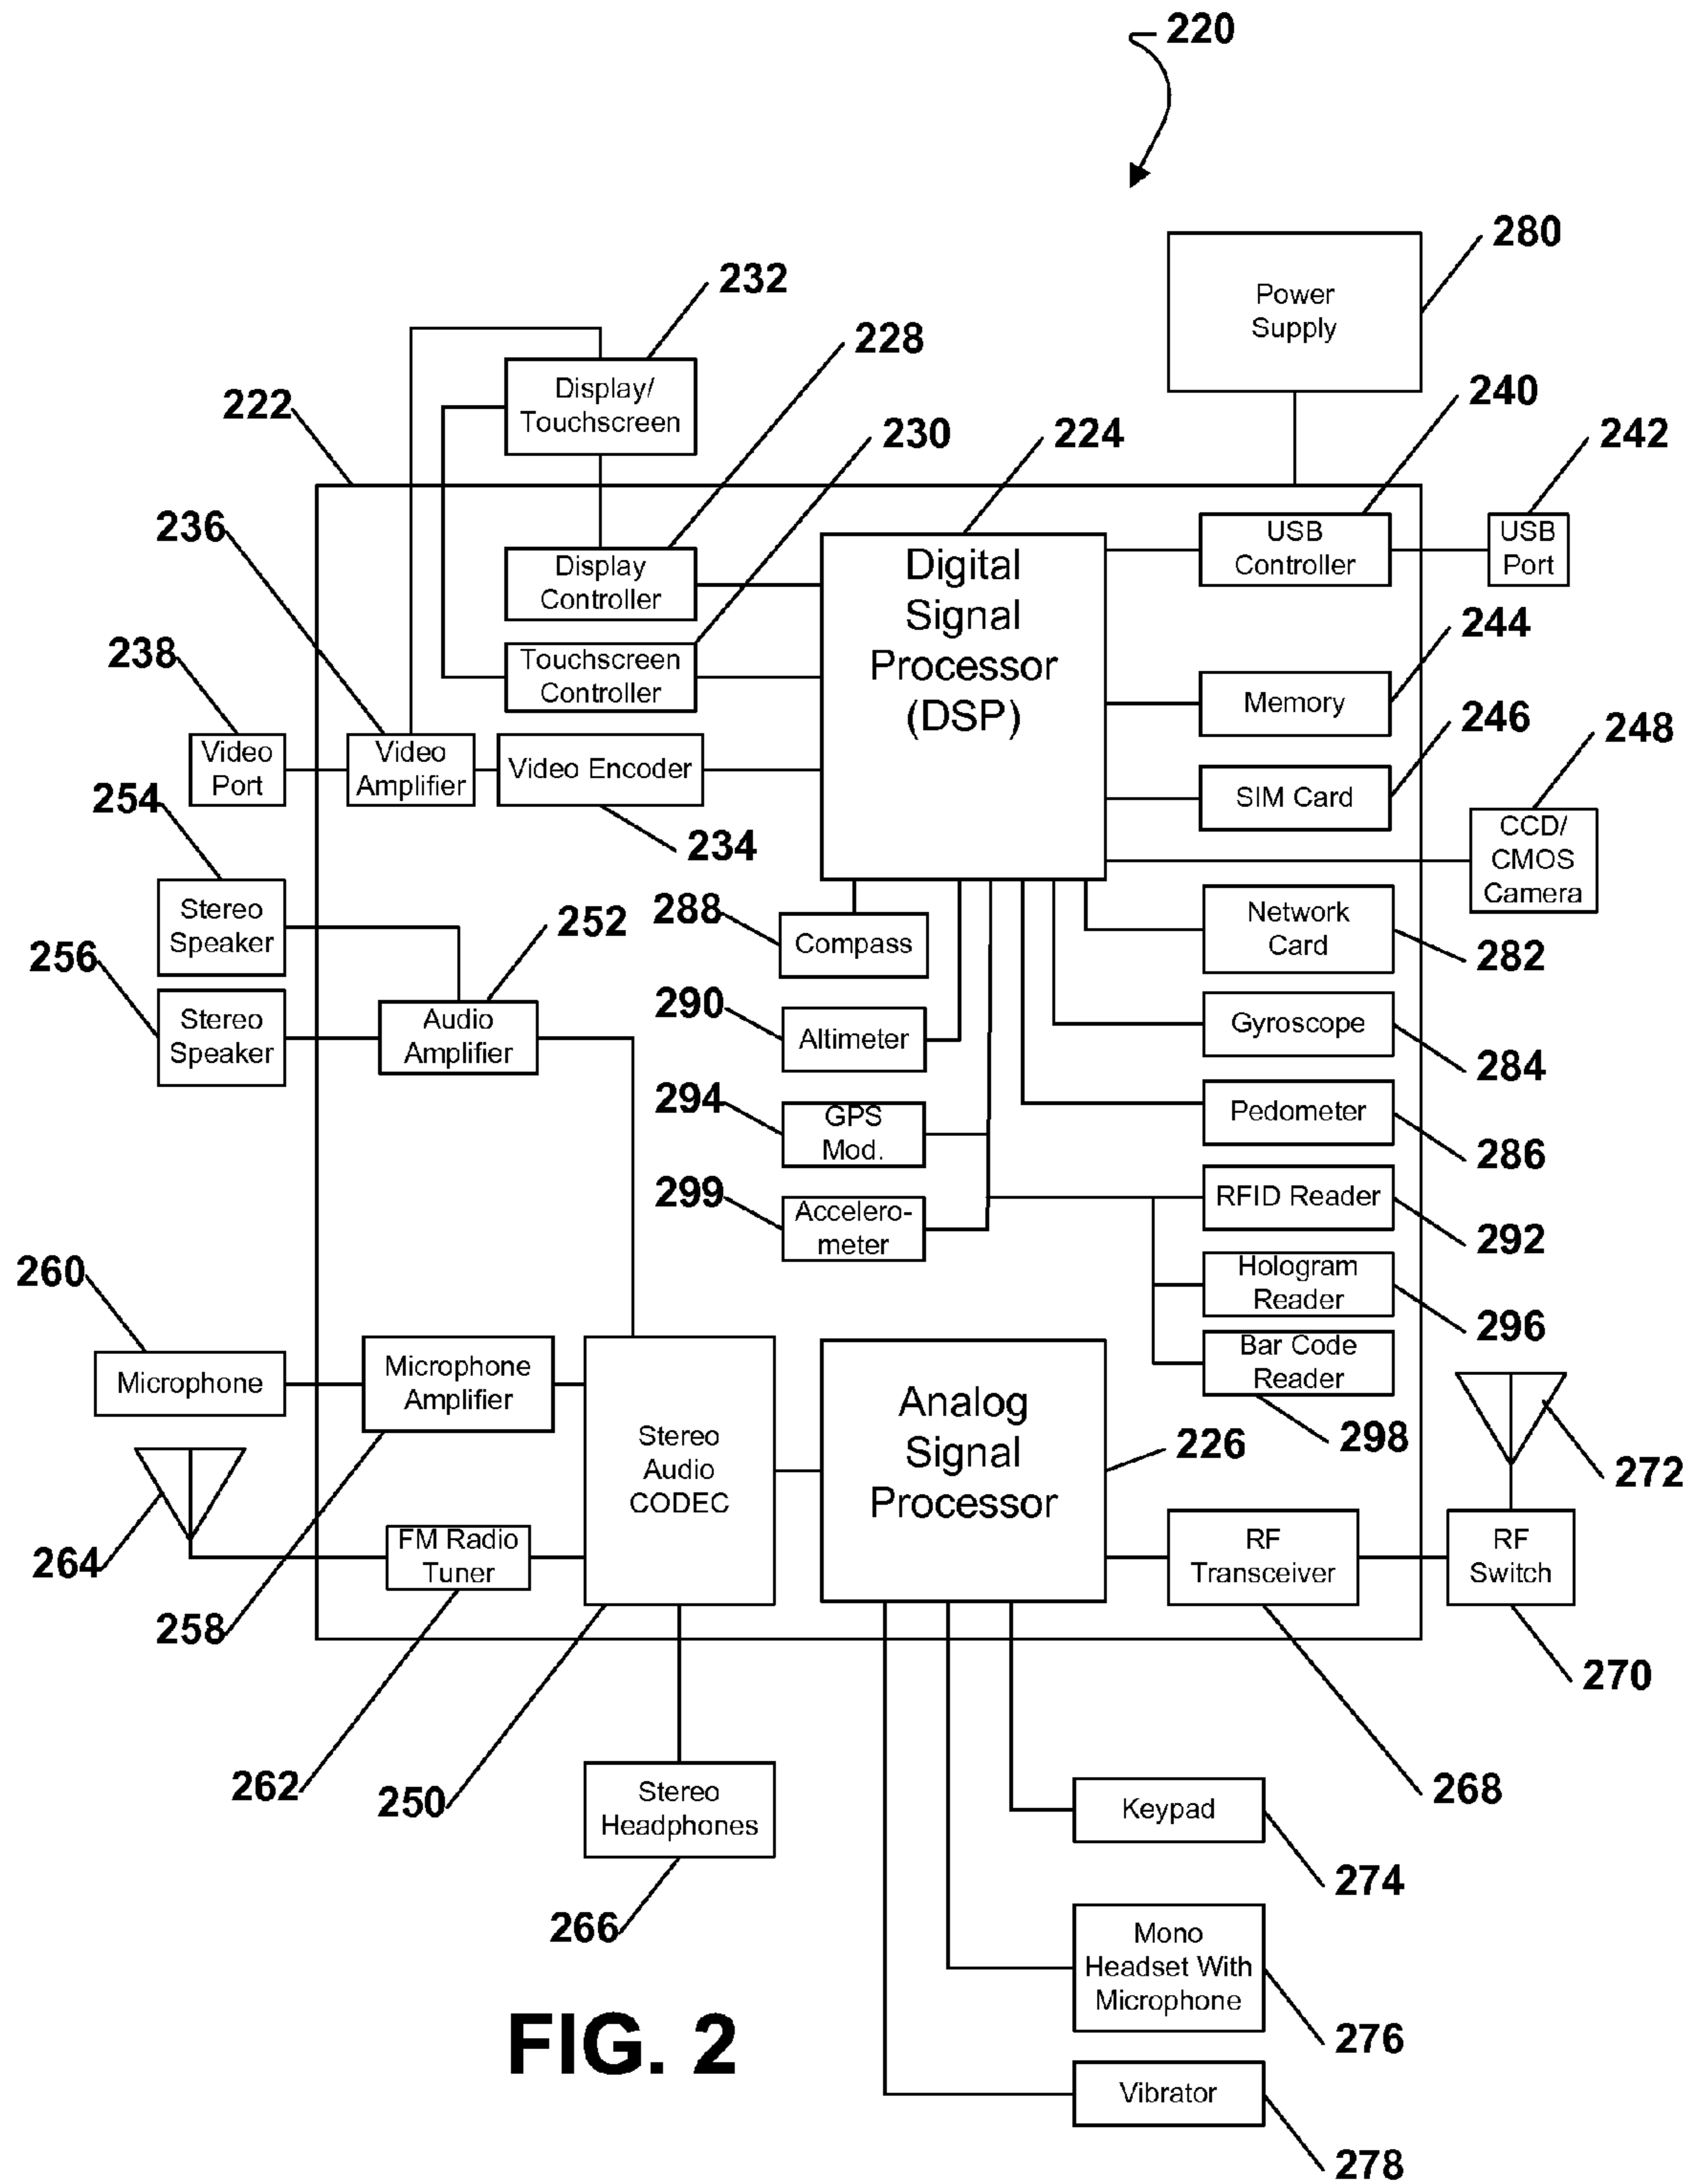 220
280
Power
Supply
232
228
Display/
Touchscreen
222
240
230
224
242
236
USB
Controller
USB
Port
Digital
Signal
Processor
(DSP)
Display
Controller
238
244
Touchscreen
Controller
Memory
246
248
Video
Port
Video
Amplifier
Video Encoder
254
SIM Card
234
CCD/
CMOS
Camera
Stereo
Speaker
252
288
Compass
Network
Card
256
282
290
Stereo
Speaker
Audio
Amplifier
Altimeter
Gyroscope
284
294
GPS
Mod.
Pedometer
286
299
Accelero-
meter
RFID Reader
292
260
Hologram
Reader
296
Microphone
Microphone
Amplifier
Bar Code
Reader
Analog
Signal
Processor
298
226
Stereo
Audio
CODEC
272
264
FM Radio
Tuner
RF
Transceiver
RF
Switch
258
270
262
250
Stereo
Headphones
268
Keypad
274
266
Mono
Headset With
Microphone
276
FIG. 2
Vibrator
278